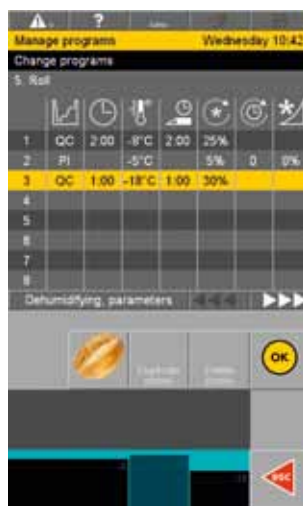 ?
Manage programs Wednesday 10:42
Change programs
5. Roll
1 QC 2:00 -8°C 2:00 25%
2 PI -5°C 5% 0 0%
3 QC 1:00 -18°C 1:00 30%
4
5
6
7
8
Dehumidifying, parameters
OK
ESC